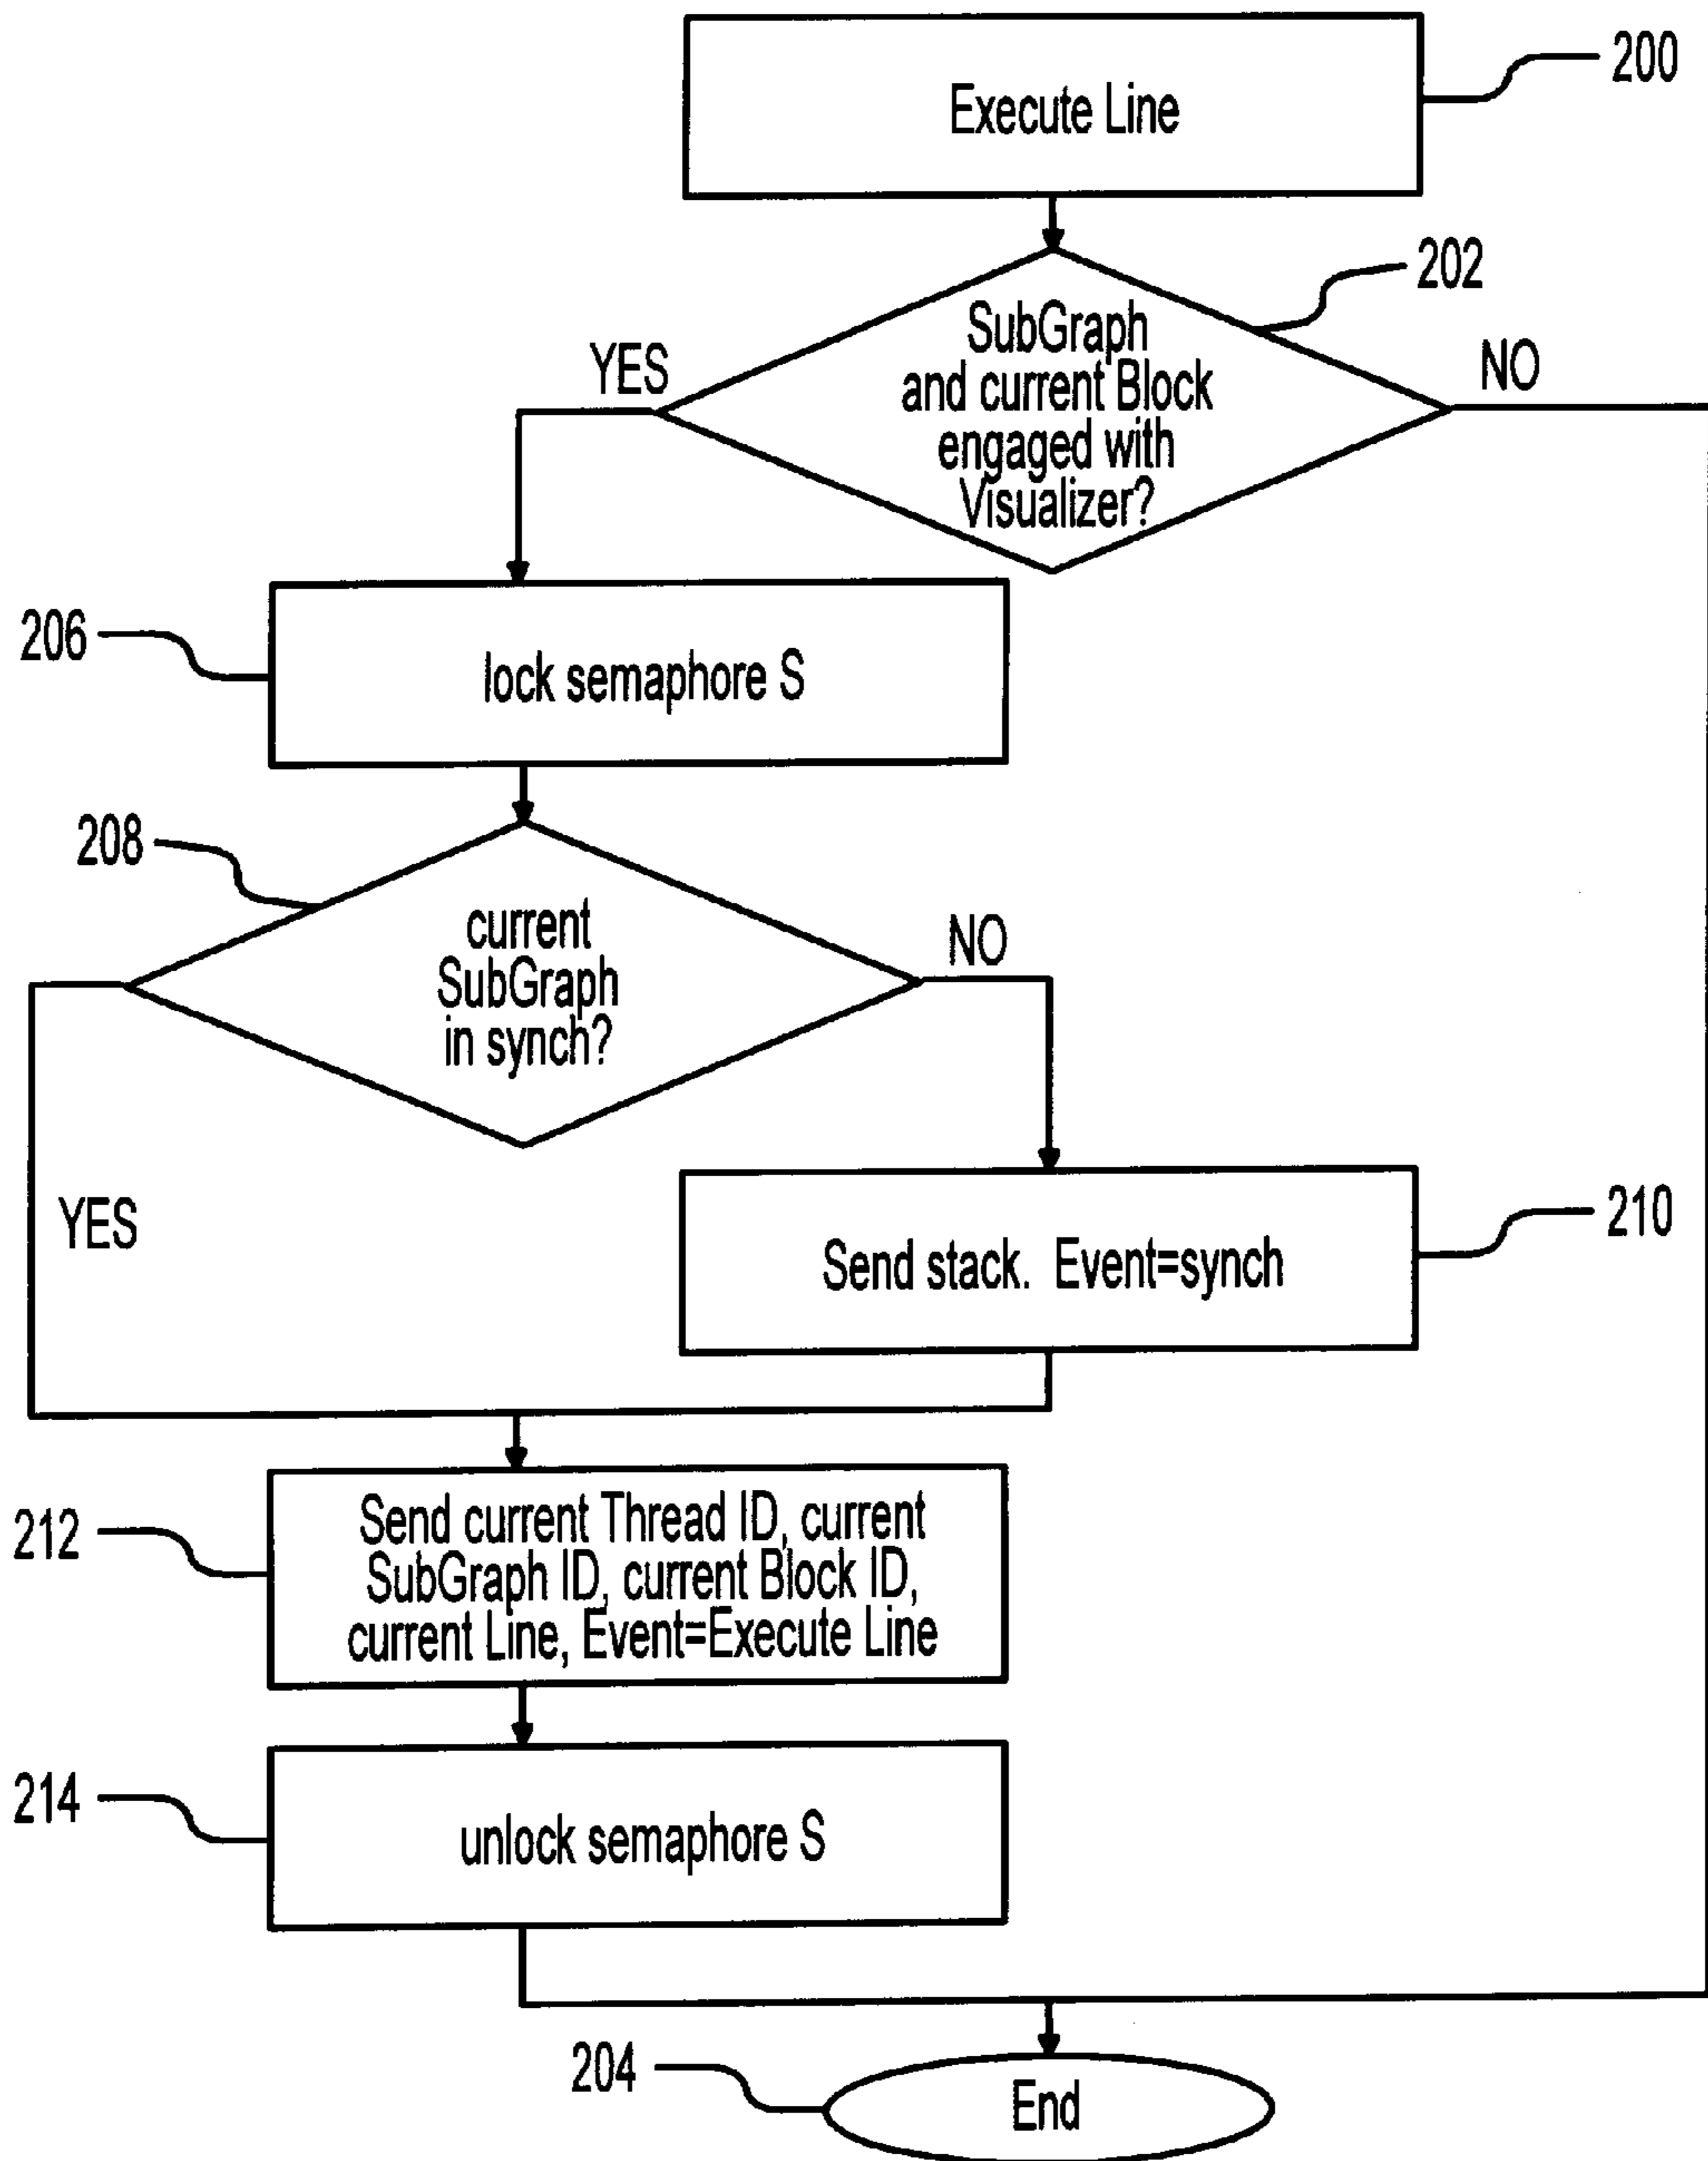 Execute Line
200
202
SubGraph
and current Block
engaged with
Visualizer?
YES
NO
206
lock semaphore S
208
current
SubGraph
in synch?
NO
YES
210
Send stack. Event=synch
212
Send current Thread ID, current
SubGraph ID, current Block ID,
current Line, Event=Execute Line
214
unlock semaphore S
204
End